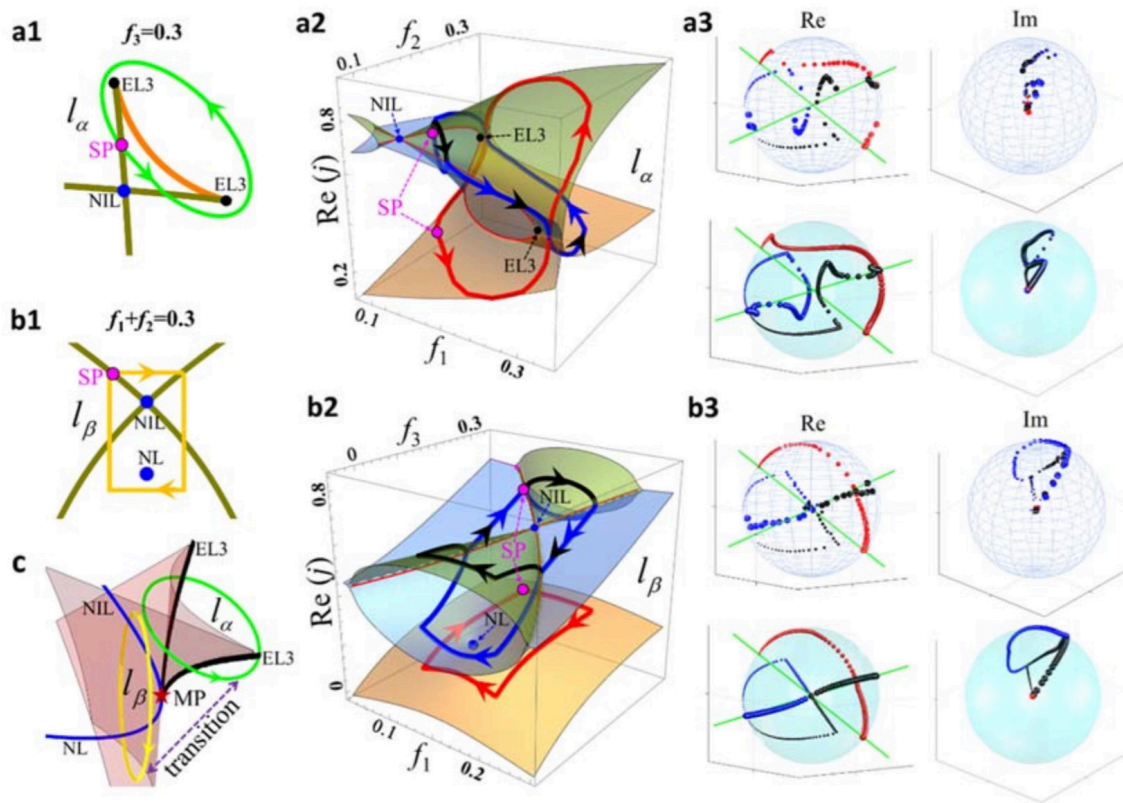 a1
f₃=0.3
EL3
lα
SP
NIL
EL3
a2
f₂
0.3
0.1
0.8
NIL
EL3
lα
Re (j)
SP
EL3
0.2
0.1
f₁
0.3
a3
Re
Im
b1
f₁+f₂=0.3
SP
NIL
lβ
NL
b2
f₃
0.3
0
0.8
NIL
SP
Re (j)
lβ
NL
0
0.1
f₁
0.2
b3
Re
Im
c
EL3
NIL
lα
EL3
lβ
MP
NL
transition